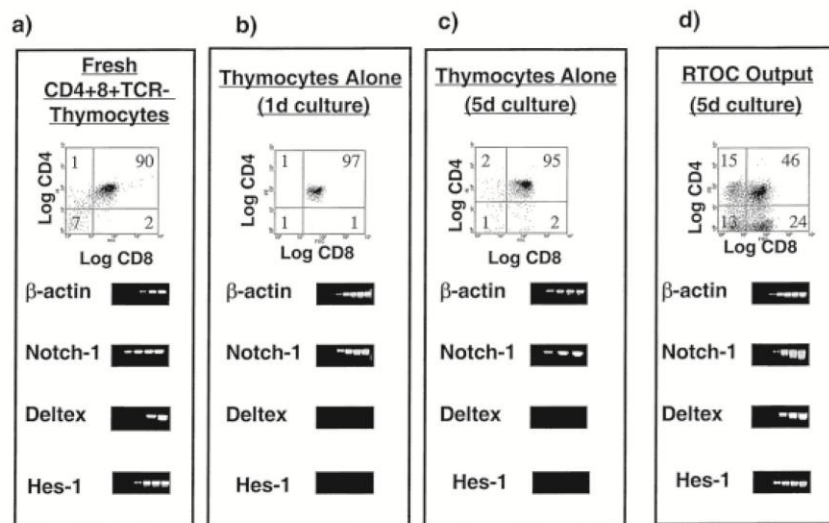 a)
Fresh
CD4+8+TCR-
Thymocytes
1
90
7
2
Log CD4
Log CD8
β-actin
Notch-1
Deltex
Hes-1
b)
Thymocytes Alone
(1d culture)
1
97
1
1
Log CD4
Log CD8
β-actin
Notch-1
Deltex
Hes-1
c)
Thymocytes Alone
(5d culture)
2
95
1
2
Log CD4
Log CD8
β-actin
Notch-1
Deltex
Hes-1
d)
RTOC Output
(5d culture)
15
46
13
24
Log CD4
Log CD8
β-actin
Notch-1
Deltex
Hes-1